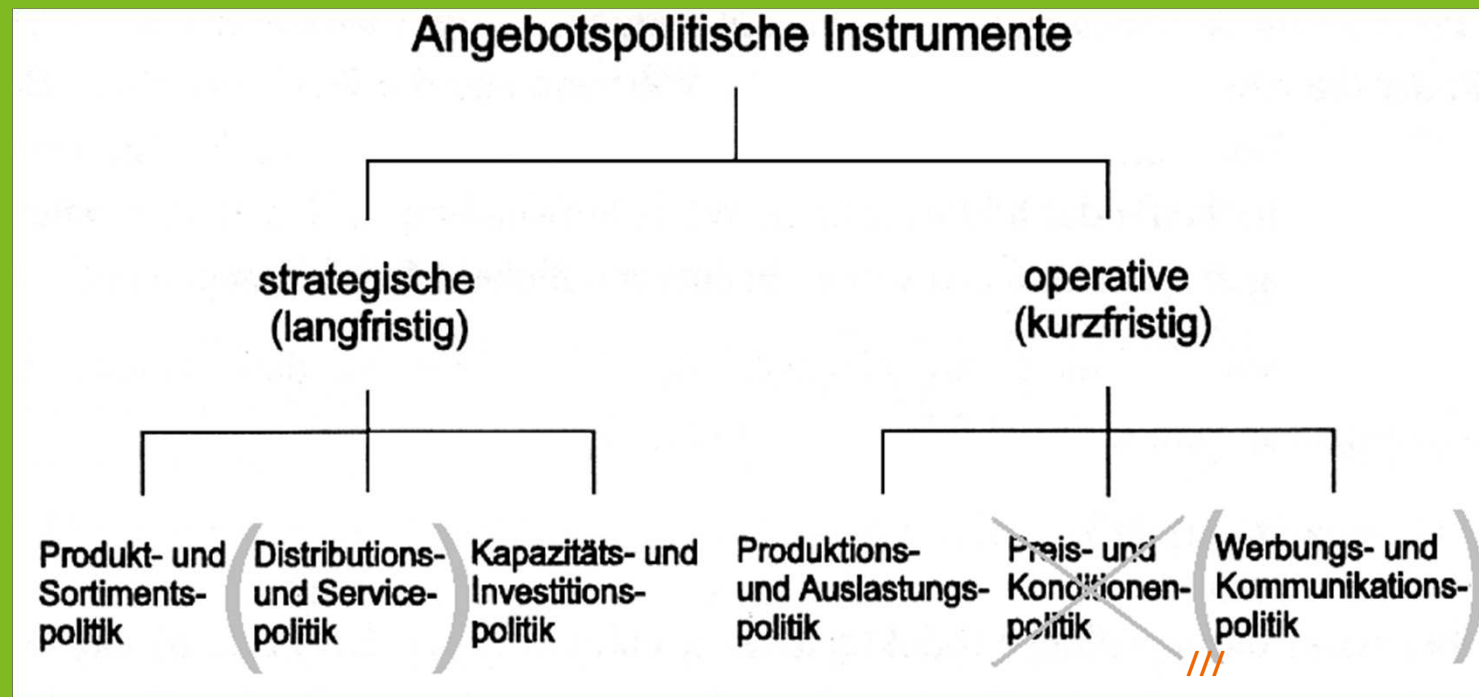 Angebotspolitische Instrumente
strategische
(langfristig)
operative
(kurzfristig)
Produkt- und
Sortiments-
politik
(Distributions-
und Service-
politik)
Kapazitäts- und
Investitions-
politik
Produktions-
und Auslastungs-
politik
Preis- und
Konditionen-
politik
(Werbungs- und
Kommunikations-
politik)
///